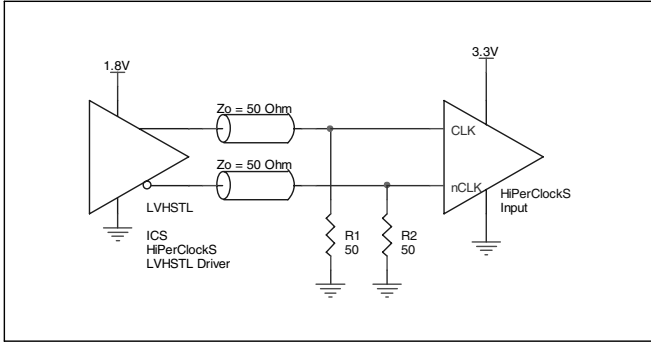 1.8V
3.3V
Zo = 50 Ohm
CLK
Zo = 50 Ohm
nCLK
HiPerClockS
Input
LVHSTL
ICS
HiPerClockS
LVHSTL Driver
R1
50
R2
50